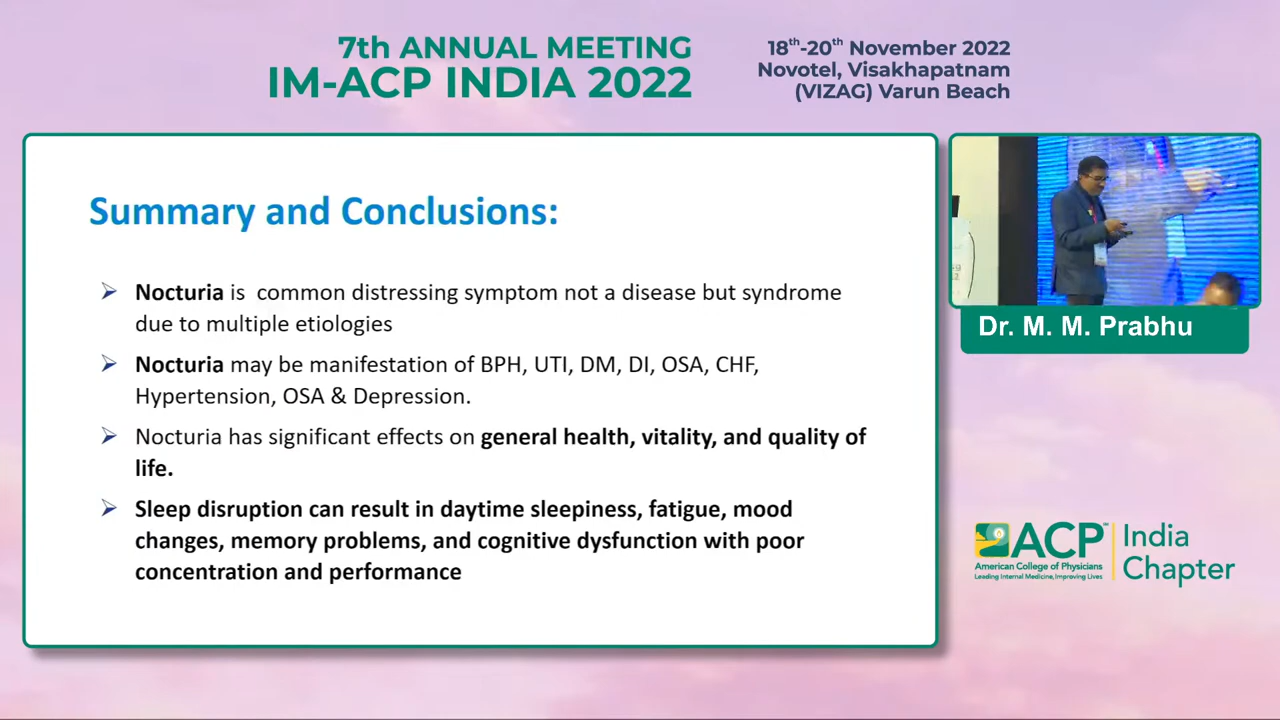 7th ANNUAL MEETING
IM-ACP INDIA 2022
18th-20th November 2022
Novotel, Visakhapatnam
(VIZAG) Varun Beach
Summary and Conclusions:
Nocturia is common distressing symptom not a disease but syndrome
due to multiple etiologies
Nocturia may be manifestation of BPH, UTI, DM, DI, OSA, CHF,
Hypertension, OSA & Depression.
Nocturia has significant effects on general health, vitality, and quality of
life.
Sleep disruption can result in daytime sleepiness, fatigue, mood
changes, memory problems, and cognitive dysfunction with poor
concentration and performance
Dr. M. M. Prabhu
ACP™
American College of Physicians
Leading Internal Medicine, Improving Lives
India
Chapter